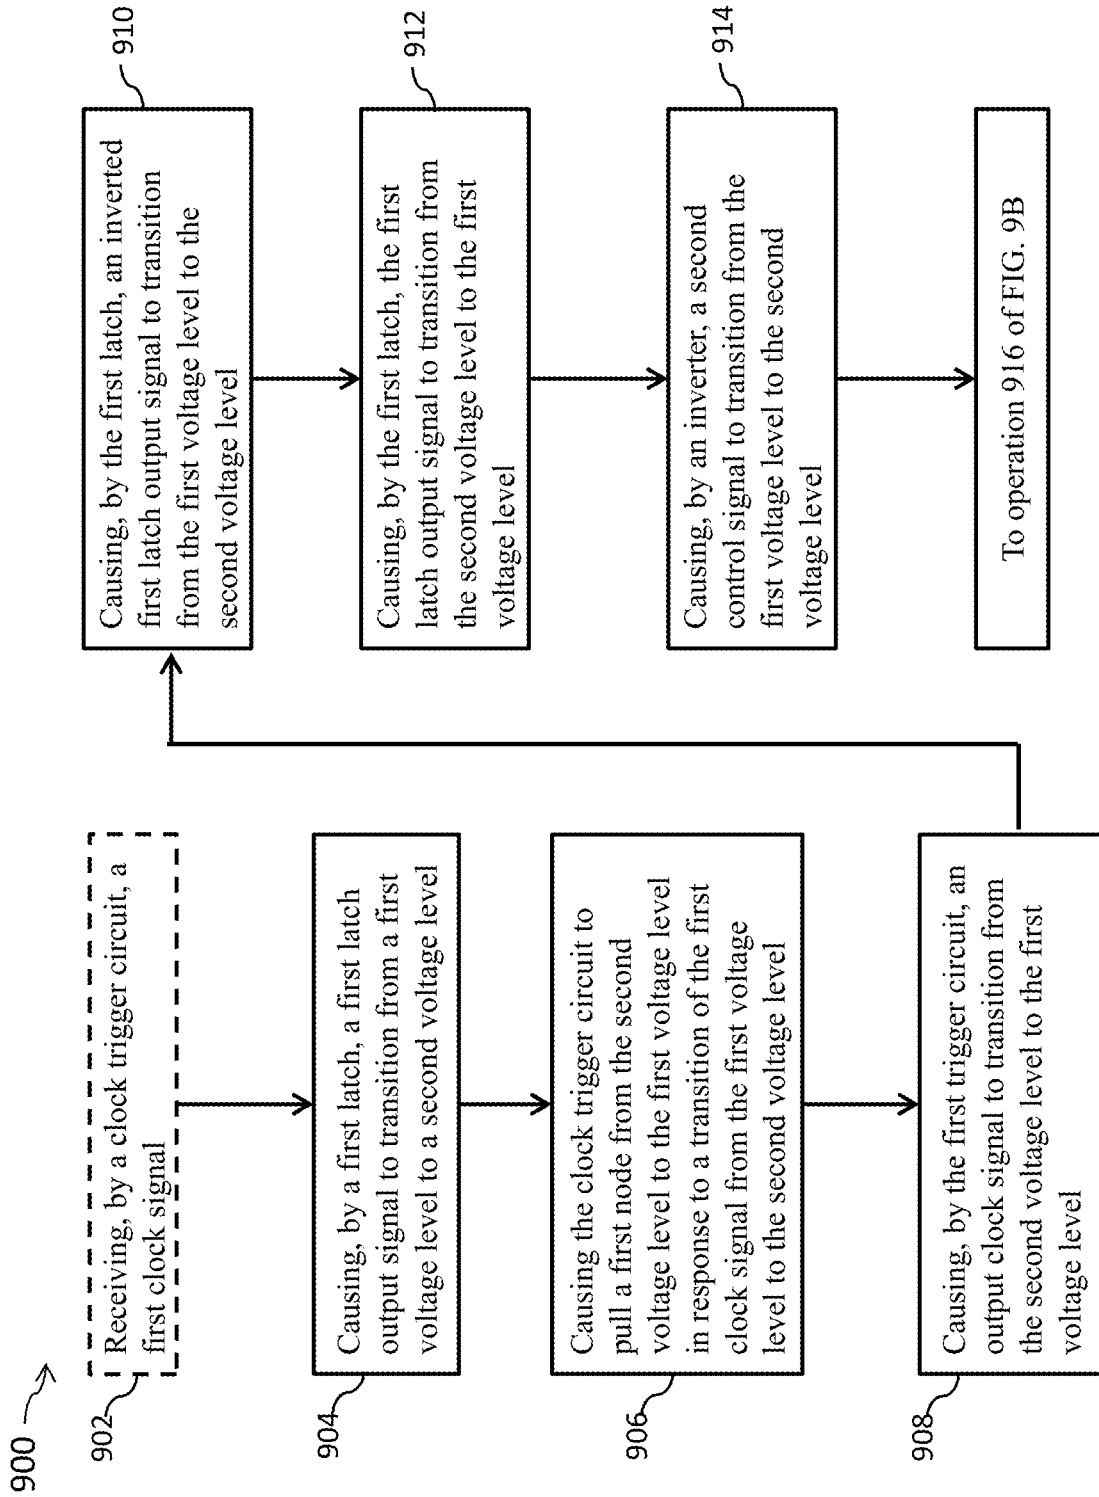 900
902
Receiving, by a clock trigger circuit, a
first clock signal
904
Causing, by a first latch, a first latch
output signal to transition from a first
voltage level to a second voltage level
906
Causing the clock trigger circuit to
pull a first node from the second
voltage level to the first voltage level
in response to a transition of the first
clock signal from the first voltage
level to the second voltage level
908
Causing, by the first trigger circuit, an
output clock signal to transition from
the second voltage level to the first
voltage level
910
Causing, by the first latch, an inverted
first latch output signal to transition
from the first voltage level to the
second voltage level
912
Causing, by the first latch, the first
latch output signal to transition from
the second voltage level to the first
voltage level
914
Causing, by an inverter, a second
control signal to transition from the
first voltage level to the second
voltage level
To operation 916 of FIG. 9B